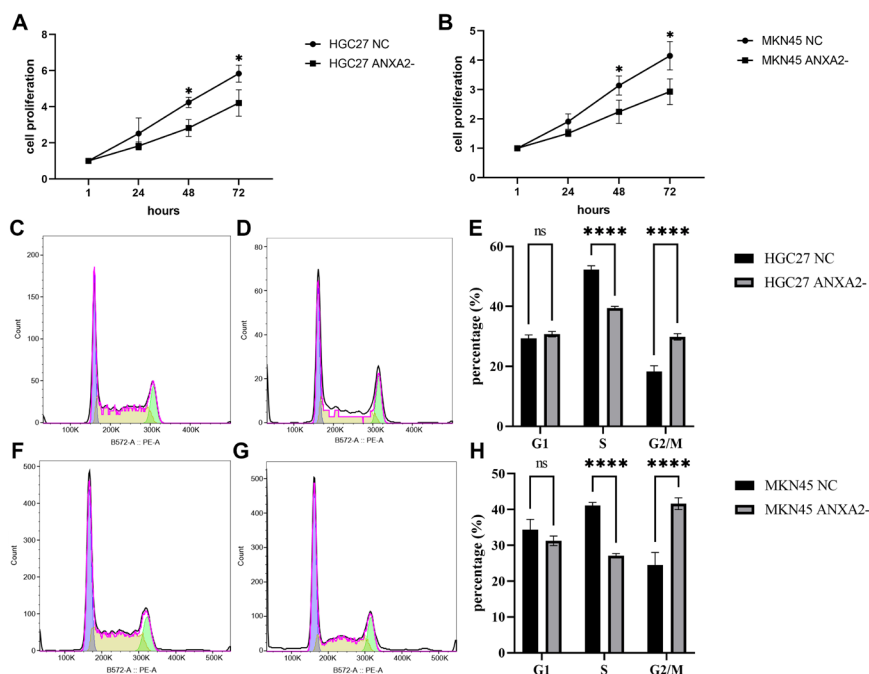 A
cell proliferation
8
6
4
2
0
1
24
48
72
hours
*
*
HGC27 NC
HGC27 ANXA2-
B
cell proliferation
5
4
3
2
1
0
1
24
48
72
hours
*
*
MKN45 NC
MKN45 ANXA2-
C
Count
200
150
100
50
0
100K
200K
300K
400K
B572-A :: PE-A
D
Count
80
60
40
20
0
100K
200K
300K
400K
B572-A :: PE-A
E
percentage (%)
60
40
20
0
ns
****
****
G1
S
G2/M
HGC27 NC
HGC27 ANXA2-
F
Count
500
400
300
200
100
0
100K
200K
300K
400K
500K
B572-A :: PE-A
G
Count
500
400
300
200
100
0
100K
200K
300K
400K
500K
B572-A :: PE-A
H
percentage (%)
50
40
30
20
10
0
ns
****
****
G1
S
G2/M
MKN45 NC
MKN45 ANXA2-